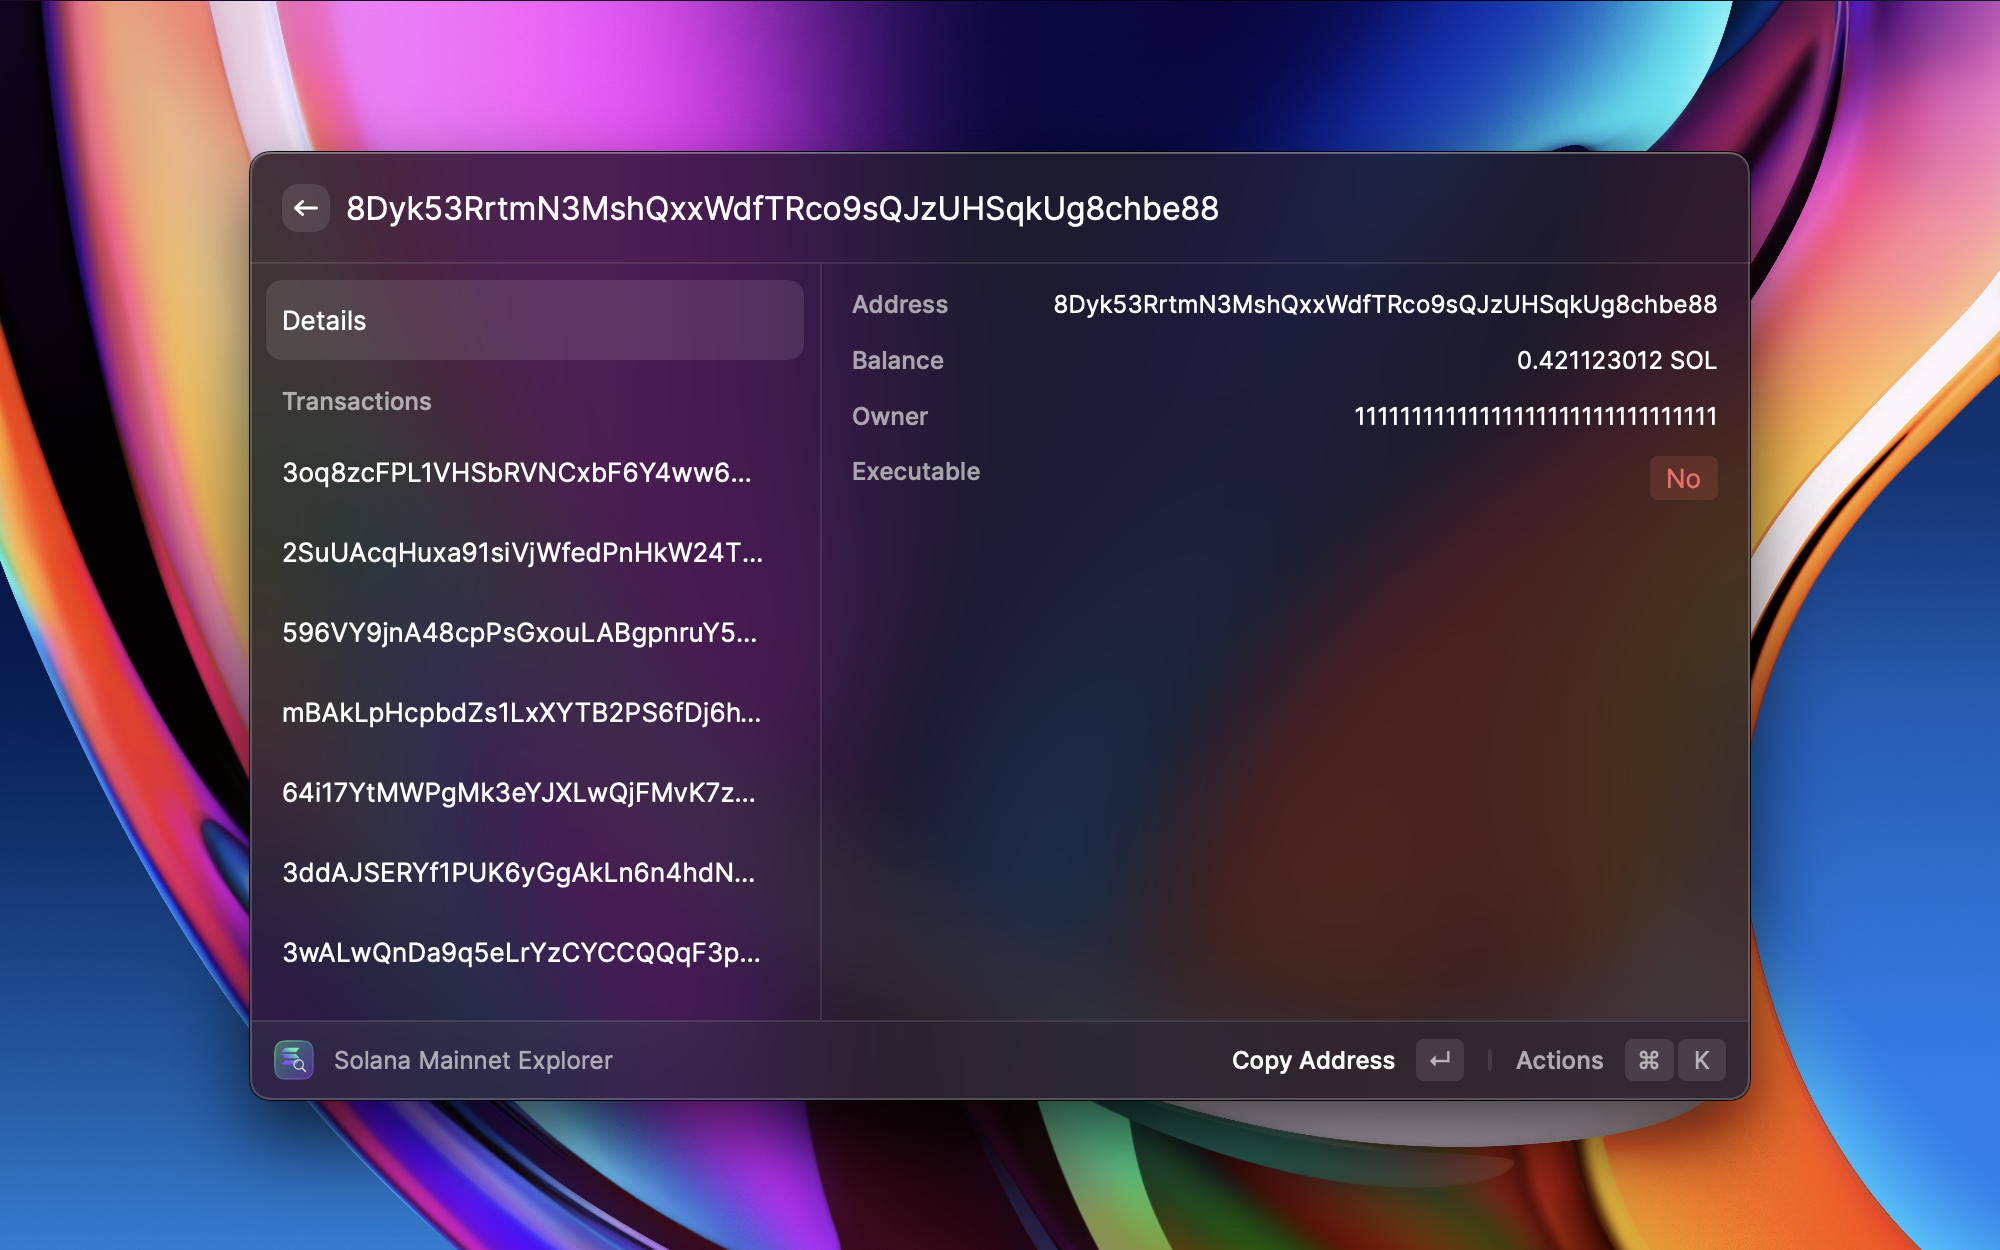 8Dyk53RrtmN3MshQxxWdfTRco9sQJzUHSqkUg8chbe88
Details
Transactions
3oq8zcFPL1VHSbRVNCxbF6Y4ww6...
2SuUAcqHuxa91siVjWfedPnHkW24T...
596VY9jnA48cpPsGxouLABgpnruY5...
mBAkLpHcpbdZs1LxXYTB2PS6fDj6h...
64i17YtMWPgMk3eYJXLwQjFMvK7z...
3ddAJSERYf1PUK6yGgAkLn6n4hdN...
3wALwQnDa9q5eLrYzCYCCQQqF3p...
Address 8Dyk53RrtmN3MshQxxWdfTRco9sQJzUHSqkUg8chbe88
Balance 0.421123012 SOL
Owner 11111111111111111111111111111111
Executable No
Solana Mainnet Explorer
Copy Address ↵ | Actions ⌘ K